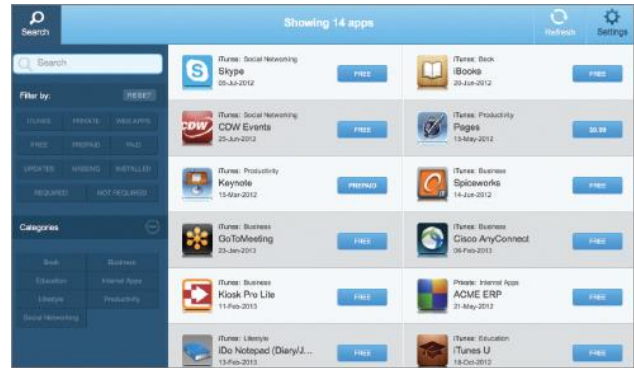 Search
Showing 14 apps
Refresh
Settings
Search
Filter by:
RESET
ITUNES PRIVATE WEB APPS
FREE PREPAID PAID
UPDATED MISSING INSTALLED
REQUIRED NOT REQUIRED
Categories
Book Business
Education Internal Apps
Lifestyle Productivity
Social Networking
iTunes: Social Networking
Skype
05-Jul-2012
FREE
iTunes: Book
iBooks
20-Jun-2012
FREE
CDW
iTunes: Social Networking
CDW Events
25-Jun-2012
FREE
iTunes: Productivity
Pages
15-May-2012
$9.99
iTunes: Productivity
Keynote
15-Mar-2012
PREPAID
iTunes: Business
Spiceworks
14-Jun-2012
FREE
iTunes: Business
GoToMeeting
23-Jan-2013
FREE
iTunes: Business
Cisco AnyConnect
06-Feb-2013
FREE
iTunes: Business
Kiosk Pro Lite
11-Feb-2013
FREE
Private: Internal Apps
ACME ERP
21-May-2012
FREE
iTunes: Lifestyle
iDo Notepad (Diary/J...
13-Feb-2013
FREE
iTunes: Education
iTunes U
16-Oct-2012
FREE